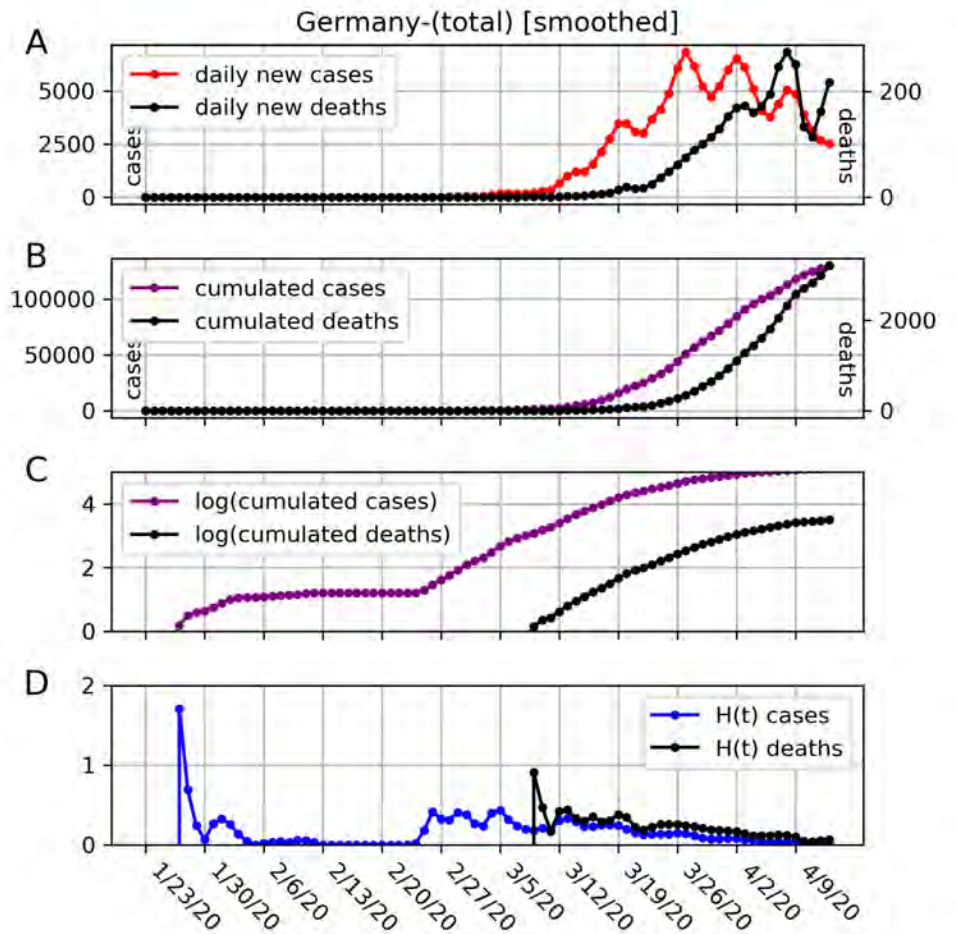 Germany-(total) [smoothed]
A
daily new cases
daily new deaths
5000
2500
0
cases
200
100
0
deaths
B
cumulated cases
cumulated deaths
100000
50000
0
cases
2000
0
deaths
C
log(cumulated cases)
log(cumulated deaths)
4
2
0
D
H(t) cases
H(t) deaths
2
1
0
1/23/20
1/30/20
2/6/20
2/13/20
2/20/20
2/27/20
3/5/20
3/12/20
3/19/20
3/26/20
4/2/20
4/9/20